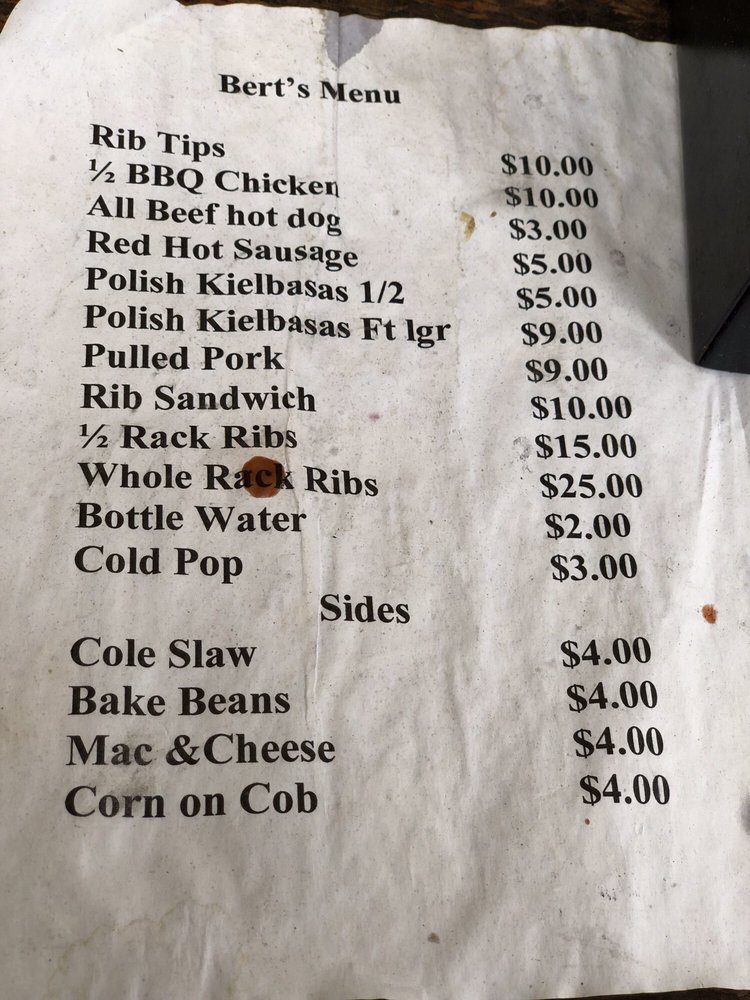 Bert's Menu
Rib Tips $10.00
½ BBQ Chicken $10.00
All Beef hot dog $3.00
Red Hot Sausage $5.00
Polish Kielbasas 1/2 $5.00
Polish Kielbasas Ft lgr $9.00
Pulled Pork $9.00
Rib Sandwich $10.00
½ Rack Ribs $15.00
Whole Rack Ribs $25.00
Bottle Water $2.00
Cold Pop $3.00
Sides
Cole Slaw $4.00
Bake Beans $4.00
Mac &Cheese $4.00
Corn on Cob $4.00